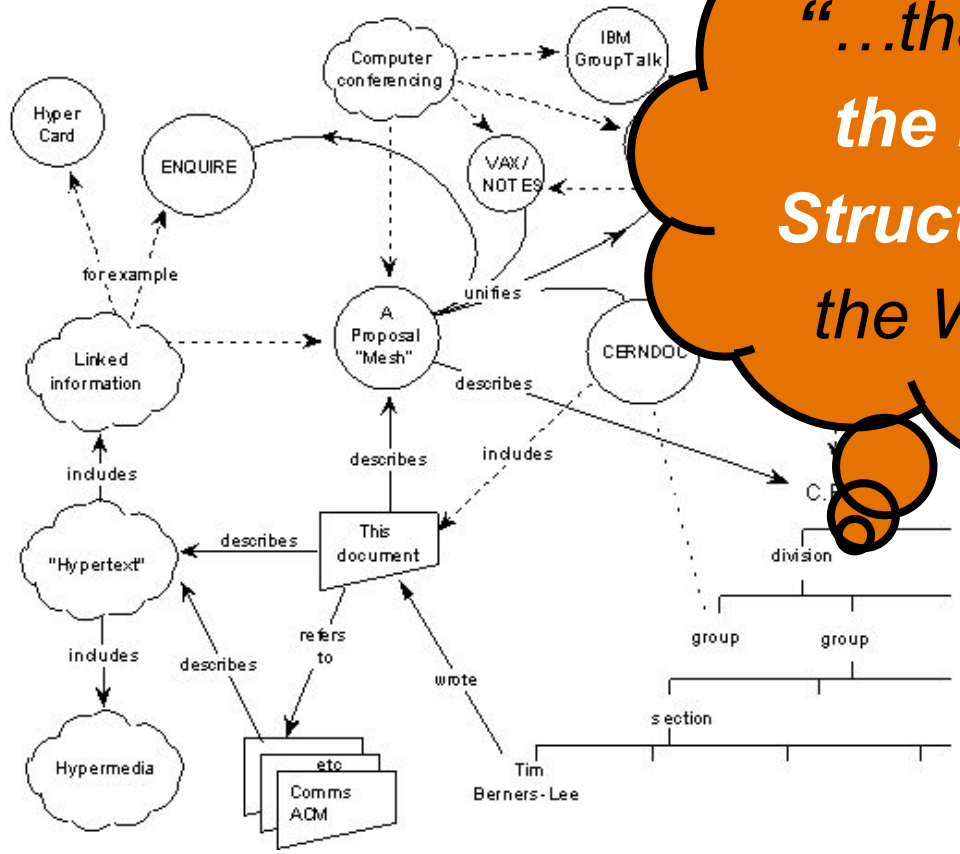 "…tha
the
Struct
the
IBM
GroupTalk
Computer
conferencing
Hyper
Card
ENQUIRE
VAX/
NOTES
for example
unifies
A
Proposal
"Mesh"
CERNDOC
Linked
information
describes
includes
describes
includes
C.
This
document
describes
division
"Hypertext"
refers
to
group
group
includes
describes
wrote
section
etc
Hypermedia
Comms
ACM
Tim
Berners-Lee